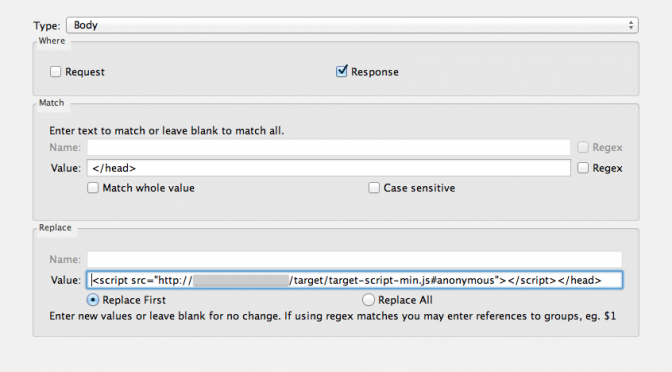 Type: Body
Where
Request Response
Match
Enter text to match or leave blank to match all.
Name: Regex
Value: </head> Regex
Match whole value Case sensitive
Replace
Name:
Value: <script src="http:// /target/target-script-min.js#anonymous"></script></head>
Replace First Replace All
Enter new values or leave blank for no change. If using regex matches you may enter references to groups, eg. $1